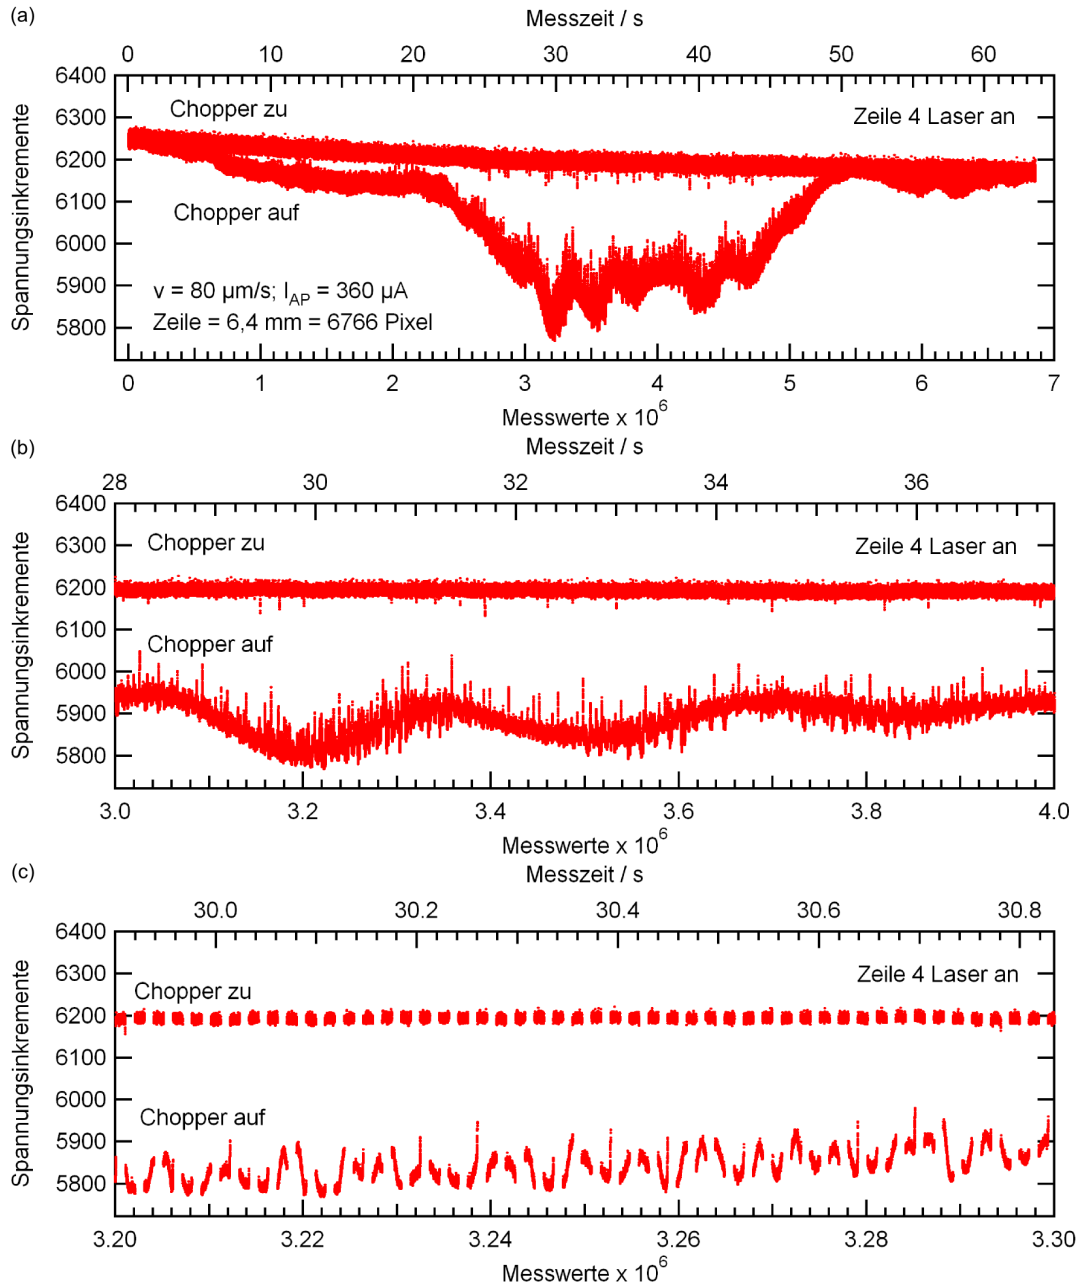 (a)
Messzeit / s
0 10 20 30 40 50 60
6400
6300
6200
6100
6000
5900
5800
Spannungsinkremente
Chopper zu
Zeile 4 Laser an
Chopper auf
v = 80 µm/s; I_AP = 360 µA
Zeile = 6,4 mm = 6766 Pixel
0 1 2 3 4 5 6 7
Messwerte x 10^6
(b)
Messzeit / s
28 30 32 34 36
6400
6300
6200
6100
6000
5900
5800
Spannungsinkremente
Chopper zu
Zeile 4 Laser an
Chopper auf
3.0 3.2 3.4 3.6 3.8 4.0
Messwerte x 10^6
(c)
Messzeit / s
30.0 30.2 30.4 30.6 30.8
6400
6300
6200
6100
6000
5900
5800
Spannungsinkremente
Chopper zu
Zeile 4 Laser an
Chopper auf
3.20 3.22 3.24 3.26 3.28 3.30
Messwerte x 10^6